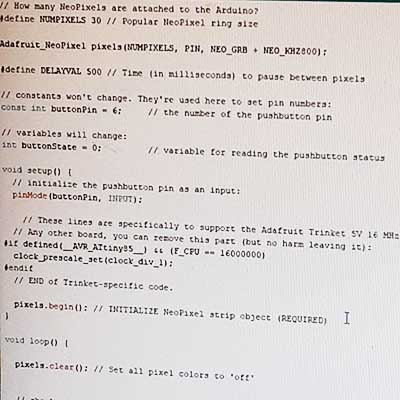 // How many NeoPixels are attached to the Arduino?
#define NUMPIXELS 30 // Popular NeoPixel ring size
Adafruit_NeoPixel pixels(NUMPIXELS, PIN, NEO_GRB + NEO_KHZ800);
#define DELAYVAL 500 // Time (in milliseconds) to pause between pixels
// constants won't change. They're used here to set pin numbers:
const int buttonPin = 6; // the number of the pushbutton pin
// variables will change:
int buttonState = 0; // variable for reading the pushbutton status
void setup() {
// initialize the pushbutton pin as an input:
pinMode(buttonPin, INPUT);
// These lines are specifically to support the Adafruit Trinket 5V 16 MHz
// Any other board, you can remove this part (but no harm leaving it):
#if defined(__AVR_ATtiny85__) && (F_CPU == 16000000)
clock_prescale_set(clock_div_1);
#endif
// END of Trinket-specific code.
pixels.begin(); // INITIALIZE NeoPixel strip object (REQUIRED)
}
void loop() {
pixels.clear(); // Set all pixel colors to 'off'